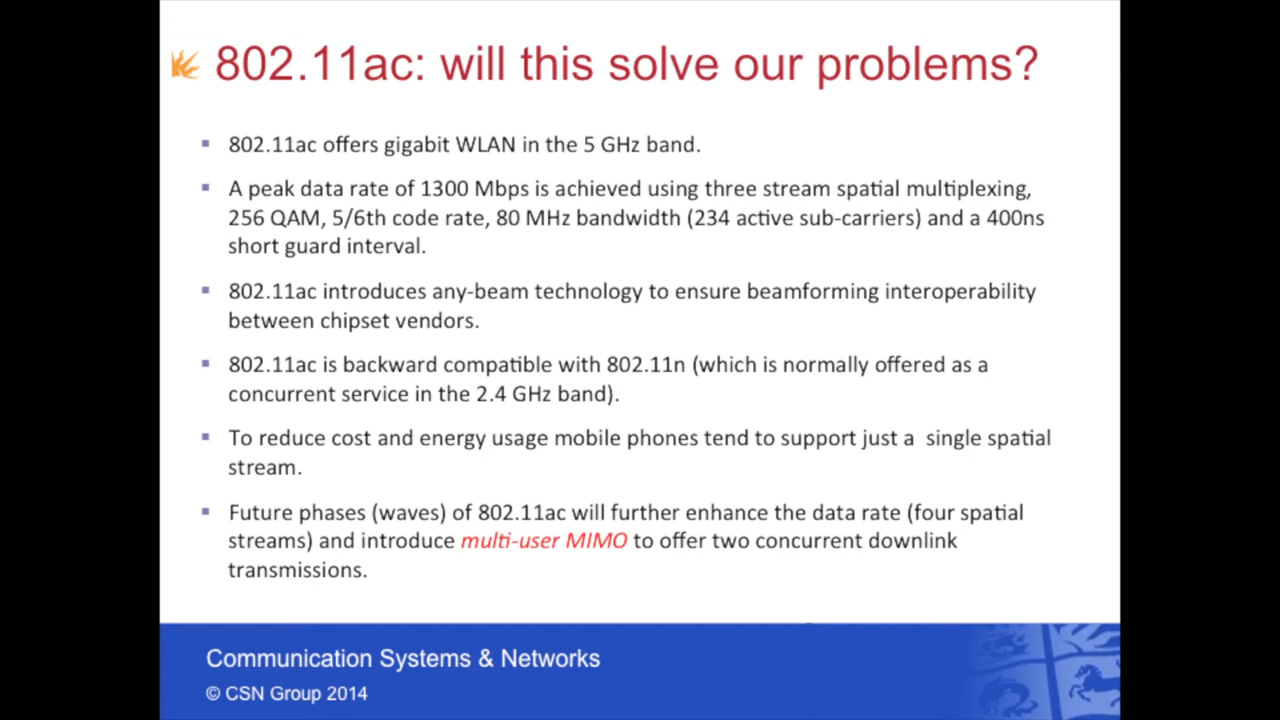 802.11ac: will this solve our problems?
802.11ac offers gigabit WLAN in the 5 GHz band.
A peak data rate of 1300 Mbps is achieved using three stream spatial multiplexing,
256 QAM, 5/6th code rate, 80 MHz bandwidth (234 active sub-carriers) and a 400ns
short guard interval.
802.11ac introduces any-beam technology to ensure beamforming interoperability
between chipset vendors.
802.11ac is backward compatible with 802.11n (which is normally offered as a
concurrent service in the 2.4 GHz band).
To reduce cost and energy usage mobile phones tend to support just a  single spatial
stream.
Future phases (waves) of 802.11ac will further enhance the data rate (four spatial
streams) and introduce multi-user MIMO to offer two concurrent downlink
transmissions.
Communication Systems & Networks
© CSN Group 2014